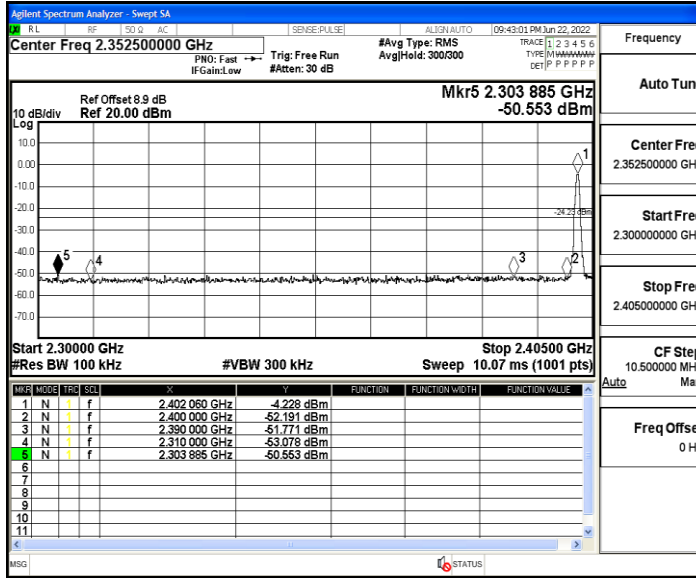 Agilent Spectrum Analyzer - Swept SA
RL RF 50 Ω AC SENSE:PULSE ALIGN AUTO 09:43:01 PM Jun 22, 2022
Center Freq 2.352500000 GHz #Avg Type: RMS TRACE 1 2 3 4 5 6
PNO: Fast Trig: Free Run Avg|Hold: 300/300 TYPE
IFGain:Low #Atten: 30 dB DET P P P P P P
Frequency
Auto Tun
Center Fre
2.352500000 GH
Start Fre
2.300000000 GH
Stop Fre
2.405000000 GH
CF Step
10.500000 MH
Auto Ma
Freq Offse
0 H
Ref Offset 8.9 dB Mkr5 2.303 885 GHz
10 dB/div Ref 20.00 dBm -50.553 dBm
Log
10.0
0.00
-10.0
-20.0
-24.23 dBm
-30.0
-40.0
-50.0
-60.0
-70.0
1
5 4 3 2
Start 2.30000 GHz Stop 2.40500 GHz
#Res BW 100 kHz #VBW 300 kHz Sweep 10.07 ms (1001 pts)
MKR MODE TRC SCL X Y FUNCTION FUNCTION WIDTH FUNCTION VALUE
1 N 1 f 2.402 060 GHz -4.228 dBm
2 N 1 f 2.400 000 GHz -52.191 dBm
3 N 1 f 2.390 000 GHz -51.771 dBm
4 N 1 f 2.310 000 GHz -53.078 dBm
5 N 1 f 2.303 885 GHz -50.553 dBm
6
7
8
9
10
11
MSG STATUS